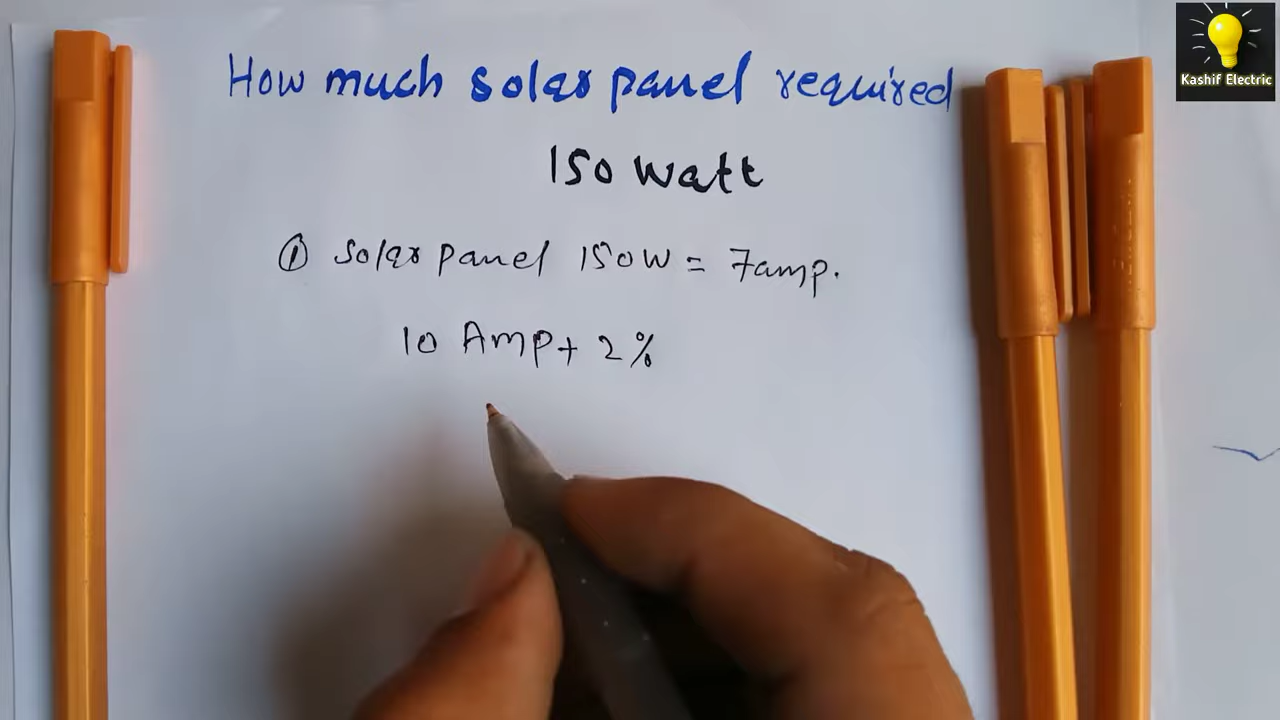 How much solar panel required
150 watt
① Solar panel 150W = 7amp.
10 Amp + 2%
Kashif Electric